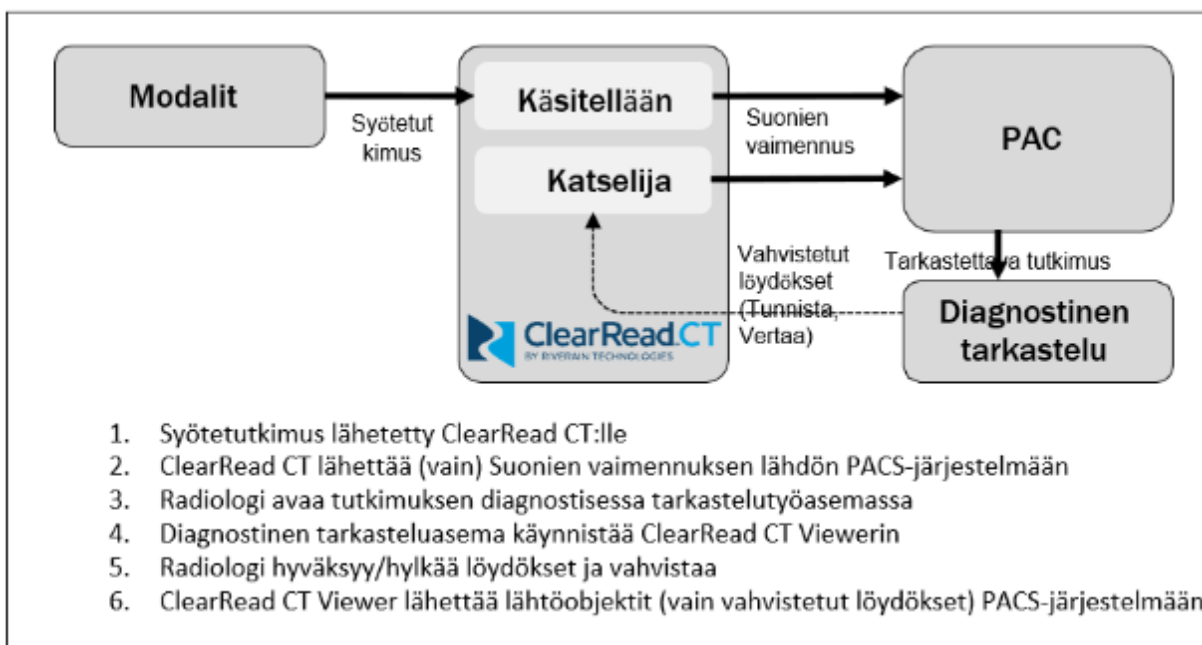 Modalit
Syötetut
kimus
Käsitellään
Katselija
Suonien
vaimennus
PAC
Vahvistetut
löydökset
(Tunnista,
Vertaa)
Tarkastettava tutkimus
Diagnostinen
tarkastelu
ClearRead.CT
BY RIVERAIN TECHNOLOGIES
1. Syötetutkimus lähetetty ClearRead CT:lle
2. ClearRead CT lähettää (vain) Suonien vaimennuksen lähdön PACS-järjestelmään
3. Radiologi avaa tutkimuksen diagnostisessa tarkastelutyöasemassa
4. Diagnostinen tarkasteluasema käynnistää ClearRead CT Viewerin
5. Radiologi hyväksyy/hylkää löydökset ja vahvistaa
6. ClearRead CT Viewer lähettää lähtöobjektit (vain vahvistetut löydökset) PACS-järjestelmään